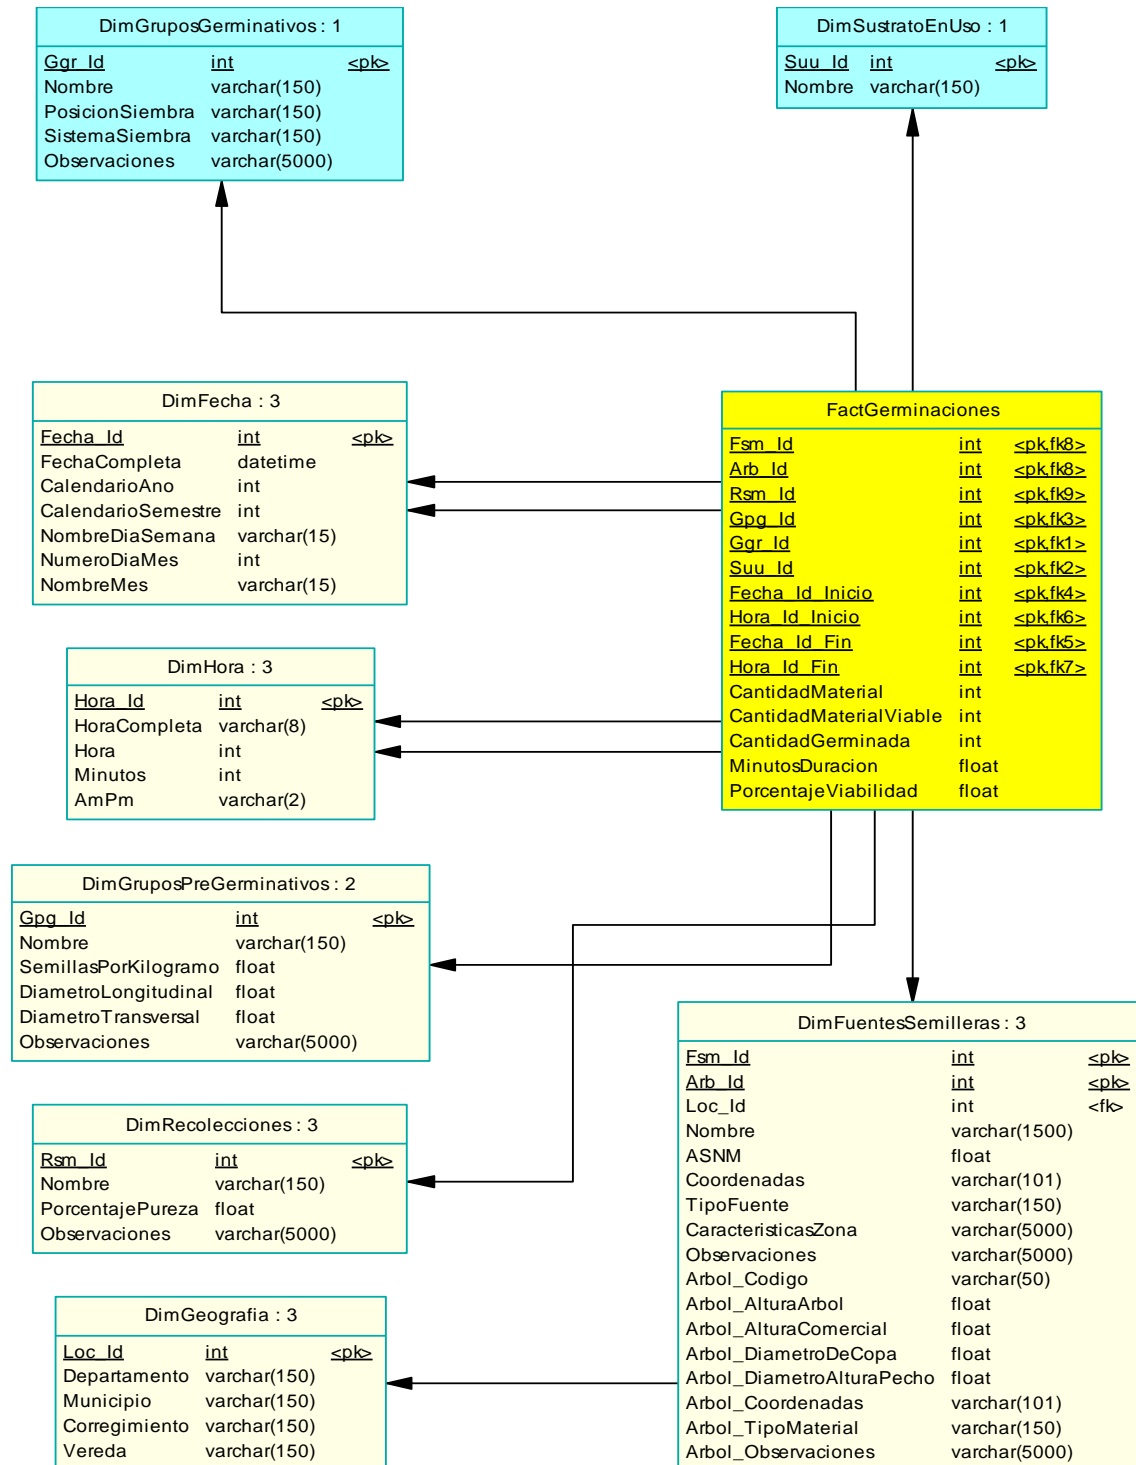 DimGruposGerminativos : 1
Ggr_Id int <pk>
Nombre varchar(150)
PosicionSiembra varchar(150)
SistemaSiembra varchar(150)
Observaciones varchar(5000)
DimSustratoEnUso : 1
Suu_Id int <pk>
Nombre varchar(150)
DimFecha : 3
Fecha_Id int <pk>
FechaCompleta datetime
CalendarioAno int
CalendarioSemestre int
NombreDiaSemana varchar(15)
NumeroDiaMes int
NombreMes varchar(15)
FactGerminaciones
Fsm_Id int <pk,fk8>
Arb_Id int <pk,fk8>
Rsm_Id int <pk,fk9>
Gpg_Id int <pk,fk3>
Ggr_Id int <pk,fk1>
Suu_Id int <pk,fk2>
Fecha_Id_Inicio int <pk,fk4>
Hora_Id_Inicio int <pk,fk6>
Fecha_Id_Fin int <pk,fk5>
Hora_Id_Fin int <pk,fk7>
CantidadMaterial int
CantidadMaterialViable int
CantidadGerminada int
MinutosDuracion float
PorcentajeViabilidad float
DimHora : 3
Hora_Id int <pk>
HoraCompleta varchar(8)
Hora int
Minutos int
AmPm varchar(2)
DimGruposPreGerminativos : 2
Gpg_Id int <pk>
Nombre varchar(150)
SemillasPorKilogramo float
DiametroLongitudinal float
DiametroTransversal float
Observaciones varchar(5000)
DimRecolecciones : 3
Rsm_Id int <pk>
Nombre varchar(150)
PorcentajePureza float
Observaciones varchar(5000)
DimGeografia : 3
Loc_Id int <pk>
Departamento varchar(150)
Municipio varchar(150)
Corregimiento varchar(150)
Vereda varchar(150)
DimFuentesSemilleras : 3
Fsm_Id int <pk>
Arb_Id int <pk>
Loc_Id int <fk>
Nombre varchar(1500)
ASNM float
Coordenadas varchar(101)
TipoFuente varchar(150)
CaracteristicasZona varchar(5000)
Observaciones varchar(5000)
Arbol_Codigo varchar(50)
Arbol_AlturaArbol float
Arbol_AlturaComercial float
Arbol_DiametroDeCopa float
Arbol_DiametroAlturaPecho float
Arbol_Coordenadas varchar(101)
Arbol_TipoMaterial varchar(150)
Arbol_Observaciones varchar(5000)